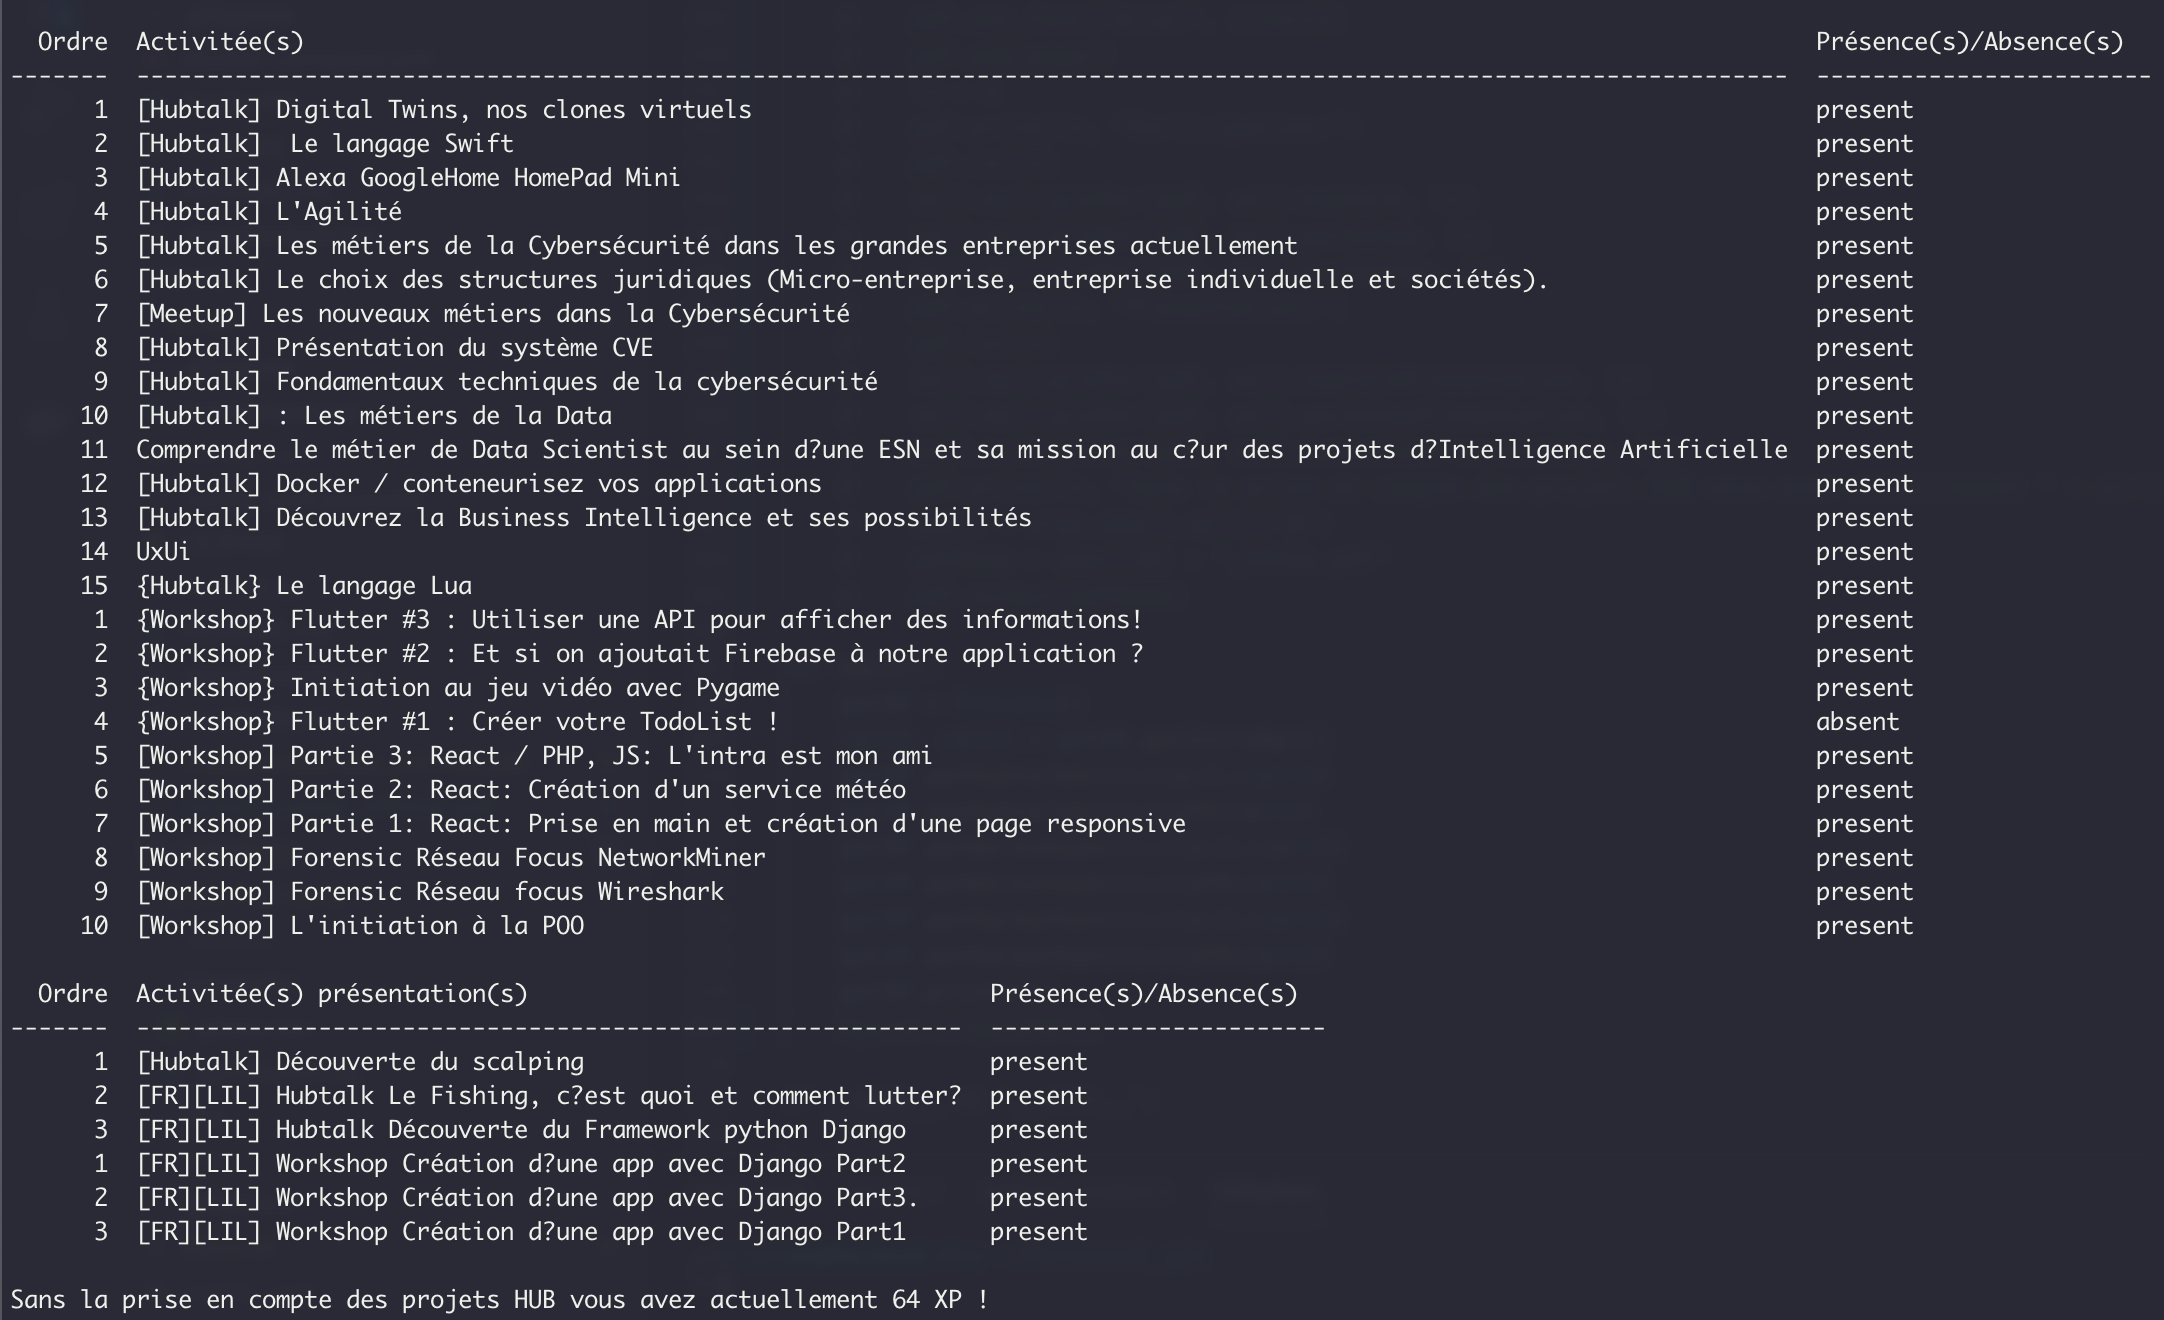 Ordre  Activitée(s)  Présence(s)/Absence(s)
-------  ----------------------------------------------------------------------------------------------------------------------  ------------------------
1  [Hubtalk] Digital Twins, nos clones virtuels  present
2  [Hubtalk]  Le langage Swift  present
3  [Hubtalk] Alexa GoogleHome HomePad Mini  present
4  [Hubtalk] L'Agilité  present
5  [Hubtalk] Les métiers de la Cybersécurité dans les grandes entreprises actuellement  present
6  [Hubtalk] Le choix des structures juridiques (Micro-entreprise, entreprise individuelle et sociétés).  present
7  [Meetup] Les nouveaux métiers dans la Cybersécurité  present
8  [Hubtalk] Présentation du système CVE  present
9  [Hubtalk] Fondamentaux techniques de la cybersécurité  present
10  [Hubtalk] : Les métiers de la Data  present
11  Comprendre le métier de Data Scientist au sein d?une ESN et sa mission au c?ur des projets d?Intelligence Artificielle  present
12  [Hubtalk] Docker / conteneurisez vos applications  present
13  [Hubtalk] Découvrez la Business Intelligence et ses possibilités  present
14  UxUi  present
15  {Hubtalk} Le langage Lua  present
1  {Workshop} Flutter #3 : Utiliser une API pour afficher des informations!  present
2  {Workshop} Flutter #2 : Et si on ajoutait Firebase à notre application ?  present
3  {Workshop} Initiation au jeu vidéo avec Pygame  present
4  {Workshop} Flutter #1 : Créer votre TodoList !  absent
5  [Workshop] Partie 3: React / PHP, JS: L'intra est mon ami  present
6  [Workshop] Partie 2: React: Création d'un service météo  present
7  [Workshop] Partie 1: React: Prise en main et création d'une page responsive  present
8  [Workshop] Forensic Réseau Focus NetworkMiner  present
9  [Workshop] Forensic Réseau focus Wireshark  present
10  [Workshop] L'initiation à la POO  present
Ordre  Activitée(s) présentation(s)  Présence(s)/Absence(s)
-------  -----------------------------------------------------------  ------------------------
1  [Hubtalk] Découverte du scalping  present
2  [FR][LIL] Hubtalk Le Fishing, c?est quoi et comment lutter?  present
3  [FR][LIL] Hubtalk Découverte du Framework python Django  present
1  [FR][LIL] Workshop Création d?une app avec Django Part2  present
2  [FR][LIL] Workshop Création d?une app avec Django Part3.  present
3  [FR][LIL] Workshop Création d?une app avec Django Part1  present
Sans la prise en compte des projets HUB vous avez actuellement 64 XP !